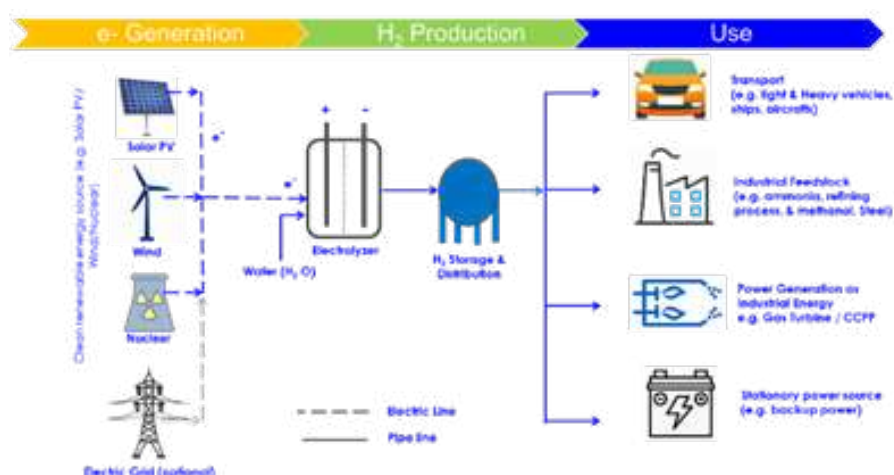 e- Generation
H₂ Production
Use
Clean renewable energy source (e.g. Solar PV/
Wind/Nuclear)
Solar PV
Wind
Nuclear
Electric Grid (optional)
e⁻
e⁻
+ -
Electrolyzer
Water (H₂O)
H₂ Storage &
Distribution
Electric Line
Pipe line
Transport
(e.g. light & Heavy vehicles,
ships, aircrafts)
Industrial Feedstock
(e.g. ammonia, refining
process, & methanol, Steel)
Power Generation as
Industrial Energy
e.g. Gas Turbine / CCPP
Stationary power source
(e.g. backup power)